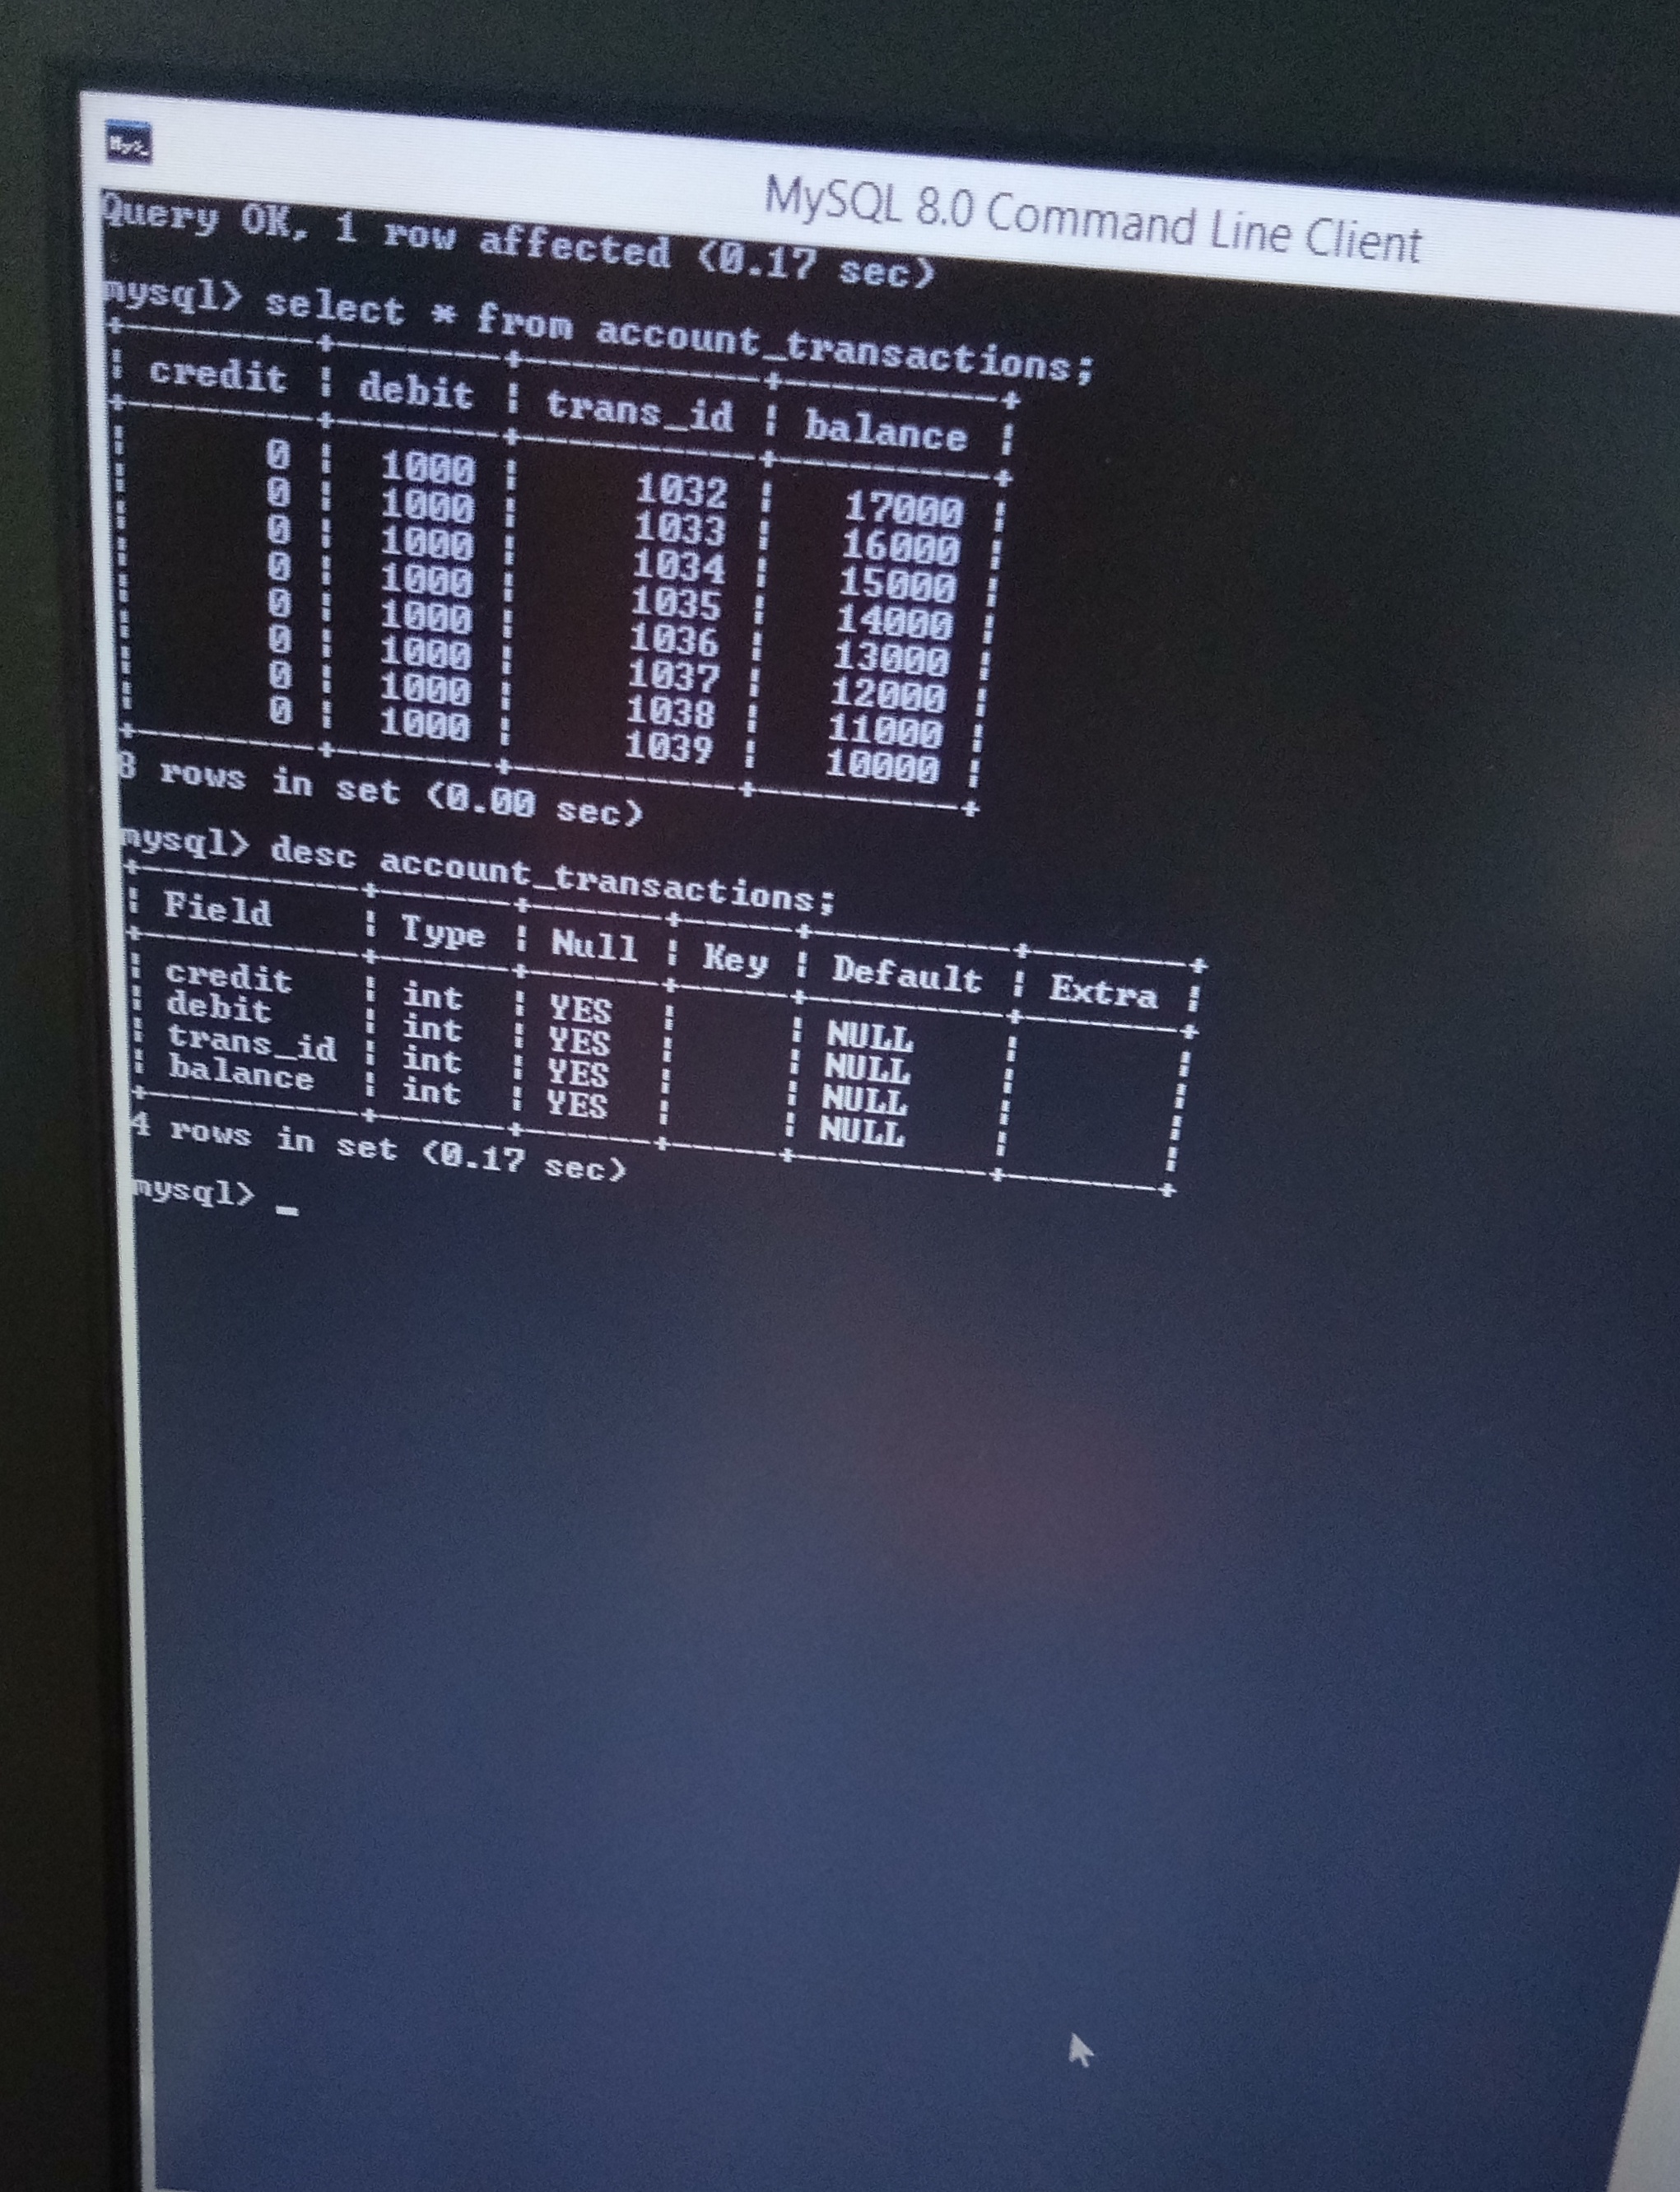 MySQL 8.0 Command Line Client
Query OK, 1 row affected (0.17 sec)
mysql> select * from account_transactions;
+--------+-------+----------+---------+
| credit | debit | trans_id | balance |
+--------+-------+----------+---------+
| 0 | 1000 | 1032 | 17000 |
| 0 | 1000 | 1033 | 16000 |
| 0 | 1000 | 1034 | 15000 |
| 0 | 1000 | 1035 | 14000 |
| 0 | 1000 | 1036 | 13000 |
| 0 | 1000 | 1037 | 12000 |
| 0 | 1000 | 1038 | 11000 |
| 0 | 1000 | 1039 | 10000 |
+--------+-------+----------+---------+
8 rows in set (0.00 sec)
mysql> desc account_transactions;
+----------+------+------+-----+---------+-------+
| Field | Type | Null | Key | Default | Extra |
+----------+------+------+-----+---------+-------+
| credit | int | YES | | NULL | |
| debit | int | YES | | NULL | |
| trans_id | int | YES | | NULL | |
| balance | int | YES | | NULL | |
+----------+------+------+-----+---------+-------+
4 rows in set (0.17 sec)
mysql> _